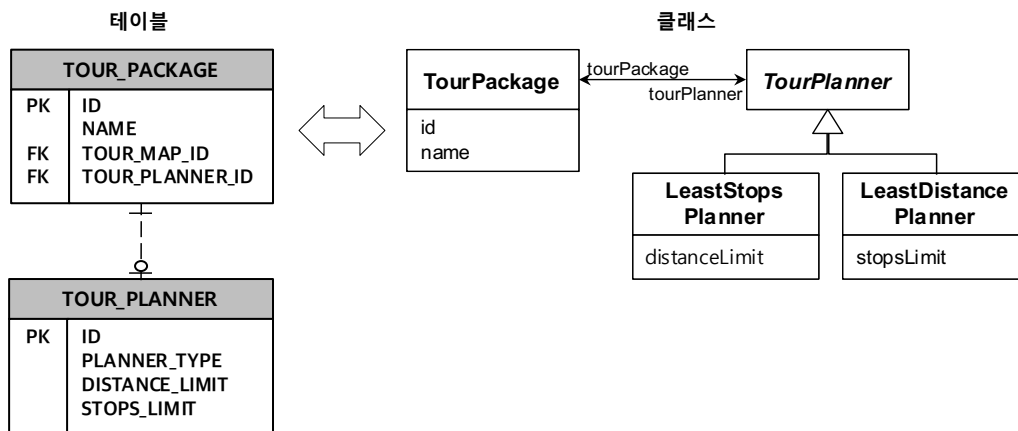 테이블
클래스
TOUR_PACKAGE
PK ID
NAME
FK TOUR_MAP_ID
FK TOUR_PLANNER_ID
TourPackage
id
name
tourPackage
tourPlanner
TourPlanner
LeastStops
Planner
distanceLimit
LeastDistance
Planner
stopsLimit
TOUR_PLANNER
PK ID
PLANNER_TYPE
DISTANCE_LIMIT
STOPS_LIMIT